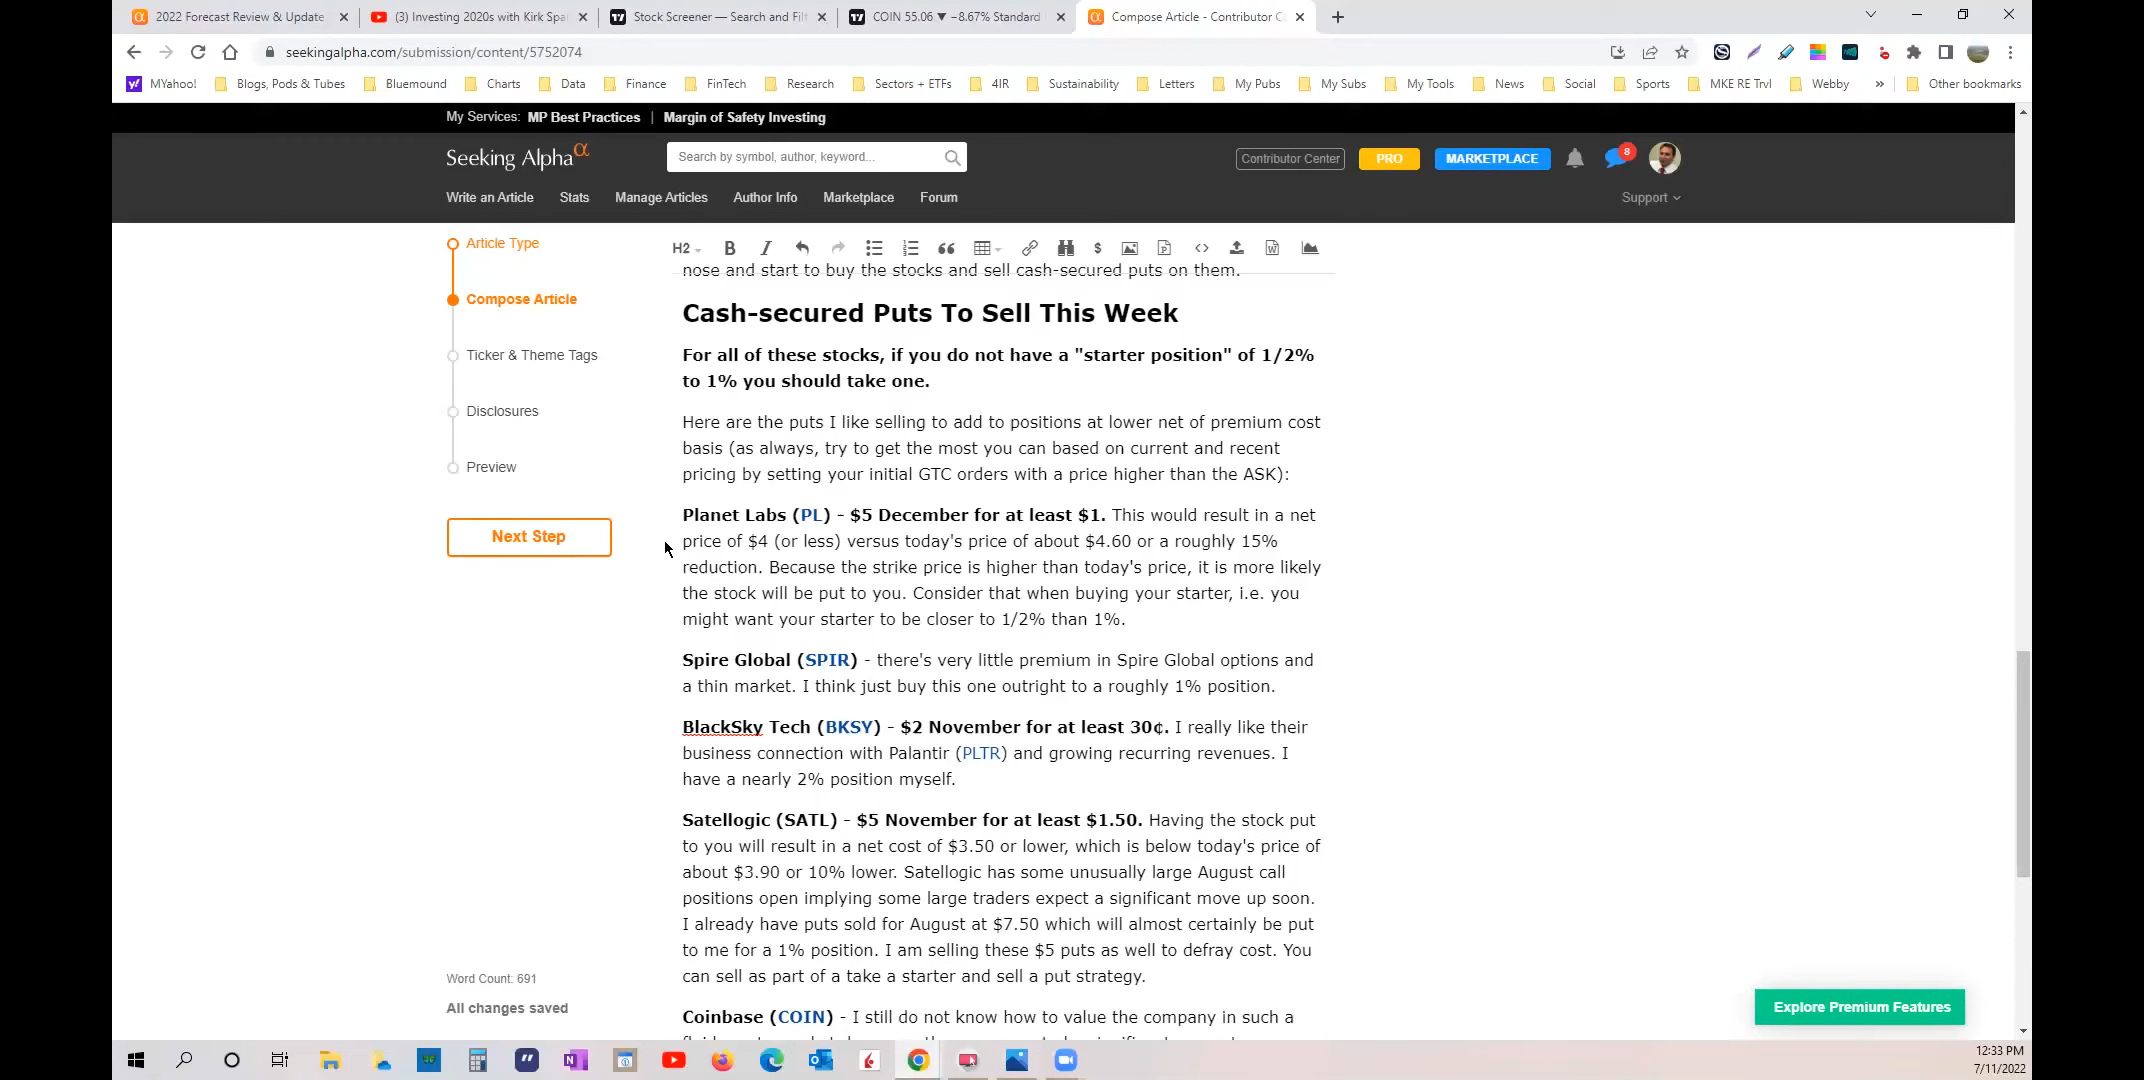 2022 Forecast Review & Update
(3) Investing 2020s with Kirk Spa
Stock Screener — Search and Fil
COIN 55.06 ▼ −8.67% Standard
Compose Article - Contributor C
seekingalpha.com/submission/content/5752074
MYahoo!
Blogs, Pods & Tubes
Bluemound
Charts
Data
Finance
FinTech
Research
Sectors + ETFs
4IR
Sustainability
Letters
My Pubs
My Subs
My Tools
News
Social
Sports
MKE RE Trvl
Webby
»
Other bookmarks
My Services: MP Best Practices | Margin of Safety Investing
Seeking Alpha α
Search by symbol, author, keyword...
Contributor Center
PRO
MARKETPLACE
8
Write an Article
Stats
Manage Articles
Author Info
Marketplace
Forum
Support
Article Type
Compose Article
Ticker & Theme Tags
Disclosures
Preview
Next Step
Word Count: 691
All changes saved
H2
B
I
$
nose and start to buy the stocks and sell cash-secured puts on them.
Cash-secured Puts To Sell This Week
For all of these stocks, if you do not have a "starter position" of 1/2%
to 1% you should take one.
Here are the puts I like selling to add to positions at lower net of premium cost
basis (as always, try to get the most you can based on current and recent
pricing by setting your initial GTC orders with a price higher than the ASK):
Planet Labs (PL) - $5 December for at least $1. This would result in a net
price of $4 (or less) versus today's price of about $4.60 or a roughly 15%
reduction. Because the strike price is higher than today's price, it is more likely
the stock will be put to you. Consider that when buying your starter, i.e. you
might want your starter to be closer to 1/2% than 1%.
Spire Global (SPIR) - there's very little premium in Spire Global options and
a thin market. I think just buy this one outright to a roughly 1% position.
BlackSky Tech (BKSY) - $2 November for at least 30¢. I really like their
business connection with Palantir (PLTR) and growing recurring revenues. I
have a nearly 2% position myself.
Satellogic (SATL) - $5 November for at least $1.50. Having the stock put
to you will result in a net cost of $3.50 or lower, which is below today's price of
about $3.90 or 10% lower. Satellogic has some unusually large August call
positions open implying some large traders expect a significant move up soon.
I already have puts sold for August at $7.50 which will almost certainly be put
to me for a 1% position. I am selling these $5 puts as well to defray cost. You
can sell as part of a take a starter and sell a put strategy.
Coinbase (COIN) - I still do not know how to value the company in such a
Explore Premium Features
12:33 PM
7/11/2022